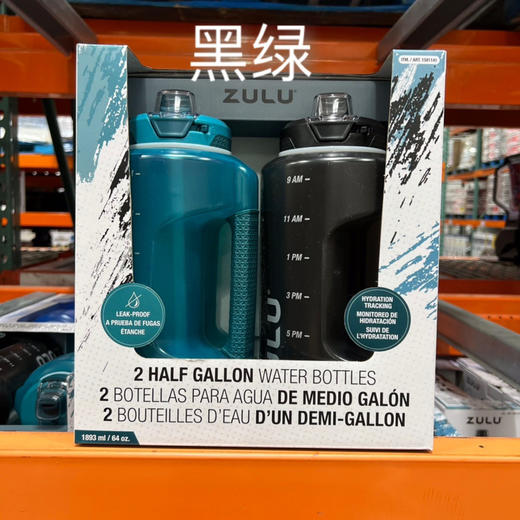 黑绿
ITM. / ART. 1581145
ZULU
9 AM
11 AM
1 PM
3 PM
5 PM
LEAK-PROOF
A PRUEBA DE FUGAS
ÉTANCHE
HYDRATION
TRACKING
MONITOREO DE
HIDRATACIÓN
SUIVI DE
L'HYDRATATION
2 HALF GALLON WATER BOTTLES
2 BOTELLAS PARA AGUA DE MEDIO GALÓN
2 BOUTEILLES D'EAU D'UN DEMI-GALLON
1893 ml / 64 oz.
ZULU